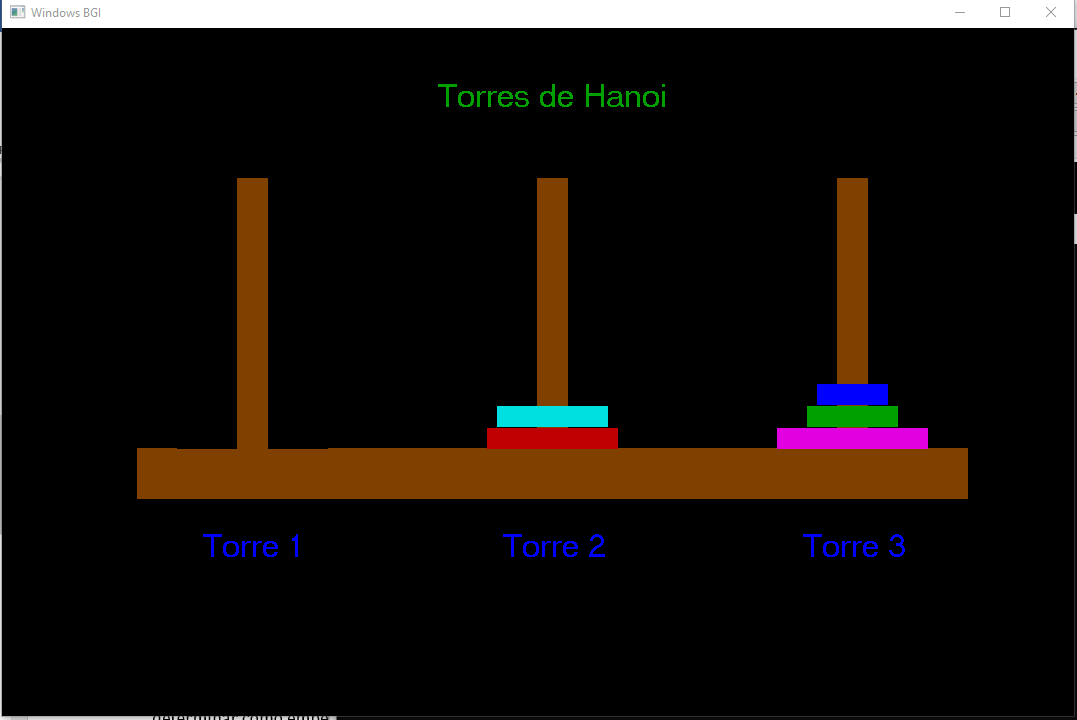 Windows BGI
Torres de Hanoi
Torre 1
Torre 2
Torre 3